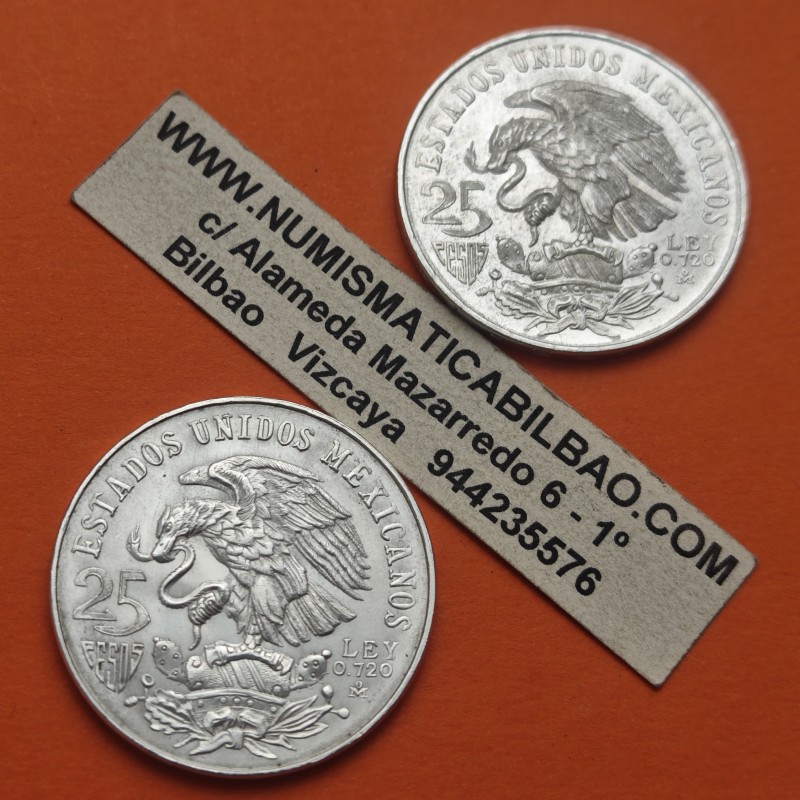 ESTADOS UNIDOS MEXICANOS
25
PESOS
LEY
0.720
M
WWW.NUMISMATICABILBAO.COM
c/ Alameda Mazarredo 6 - 1º
Bilbao Vizcaya 944235576
ESTADOS UNIDOS MEXICANOS
25
PESOS
LEY
0.720
M